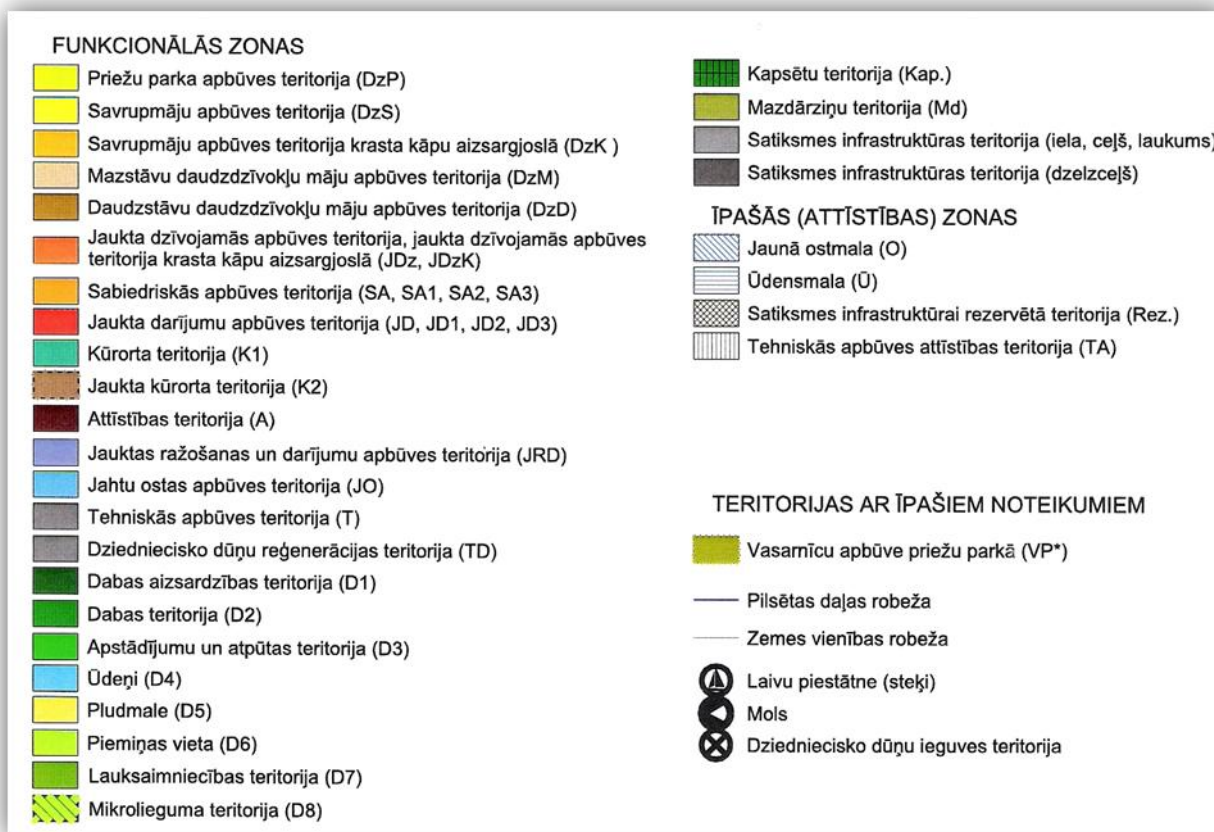 FUNKCIONĀLĀS ZONAS
Priežu parka apbūves teritorija (DzP)
Savrupmāju apbūves teritorija (DzS)
Savrupmāju apbūves teritorija krasta kāpu aizsargjoslā (DzK )
Mazstāvu daudzdzīvokļu māju apbūves teritorija (DzM)
Daudzstāvu daudzdzīvokļu māju apbūves teritorija (DzD)
Jaukta dzīvojamās apbūves teritorija, jaukta dzīvojamās apbūves
teritorija krasta kāpu aizsargjoslā (JDz, JDzK)
Sabiedriskās apbūves teritorija (SA, SA1, SA2, SA3)
Jaukta darījumu apbūves teritorija (JD, JD1, JD2, JD3)
Kūrorta teritorija (K1)
Jaukta kūrorta teritorija (K2)
Attīstības teritorija (A)
Jauktas ražošanas un darījumu apbūves teritorija (JRD)
Jahtu ostas apbūves teritorija (JO)
Tehniskās apbūves teritorija (T)
Dziedniecisko dūņu reģenerācijas teritorija (TD)
Dabas aizsardzības teritorija (D1)
Dabas teritorija (D2)
Apstādījumu un atpūtas teritorija (D3)
Ūdeņi (D4)
Pludmale (D5)
Piemiņas vieta (D6)
Lauksaimniecības teritorija (D7)
Mikrolieguma teritorija (D8)
Kapsētu teritorija (Kap.)
Mazdārziņu teritorija (Md)
Satiksmes infrastruktūras teritorija (iela, ceļš, laukums)
Satiksmes infrastruktūras teritorija (dzelzceļš)
ĪPAŠĀS (ATTĪSTĪBAS) ZONAS
Jaunā ostmala (O)
Ūdensmala (Ū)
Satiksmes infrastruktūrai rezervētā teritorija (Rez.)
Tehniskās apbūves attīstības teritorija (TA)
TERITORIJAS AR ĪPAŠIEM NOTEIKUMIEM
Vasarnīcu apbūve priežu parkā (VP*)
Pilsētas daļas robeža
Zemes vienības robeža
Laivu piestātne (steķi)
Mols
Dziedniecisko dūņu ieguves teritorija